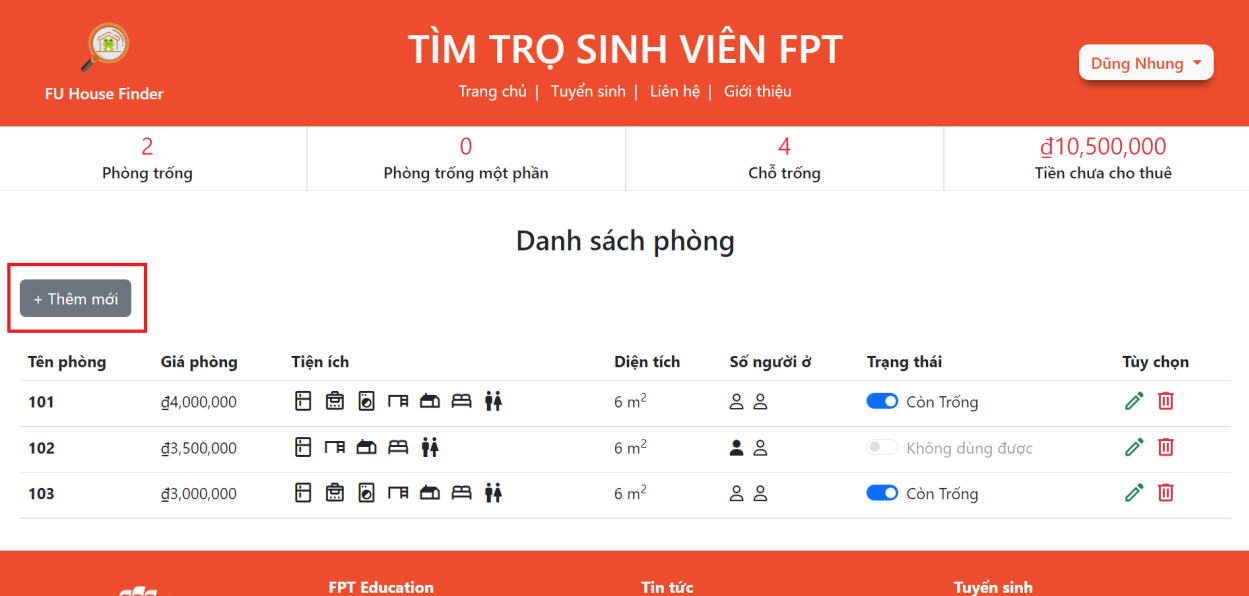 TÌM TRỌ SINH VIÊN FPT
Dũng Nhung
FU House Finder
Trang chủ | Tuyển sinh | Liên hệ | Giới thiệu
2
Phòng trống
0
Phòng trống một phần
4
Chỗ trống
₫10,500,000
Tiền chưa cho thuê
Danh sách phòng
+ Thêm mới
Tên phòng Giá phòng Tiện ích Diện tích Số người ở Trạng thái Tùy chọn
101 ₫4,000,000 6 m² Còn Trống
102 ₫3,500,000 6 m² Không dùng được
103 ₫3,000,000 6 m² Còn Trống
FPT Education Tin tức Tuyển sinh